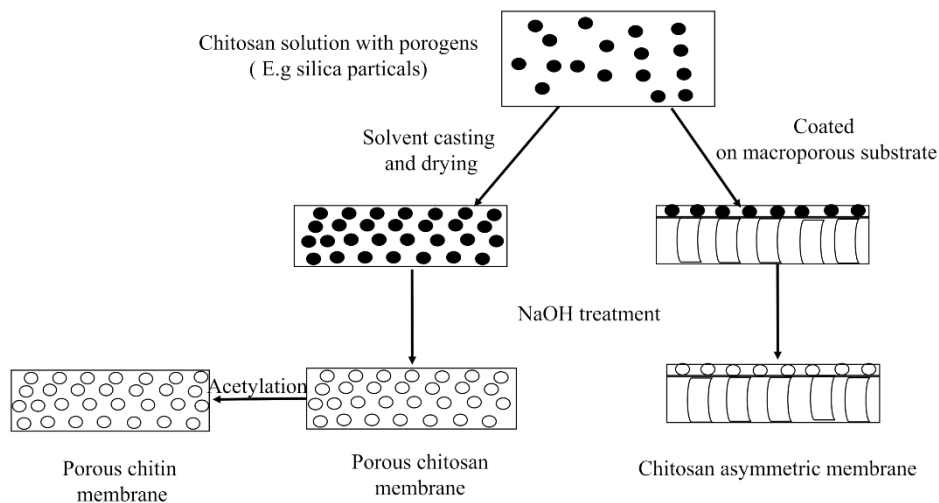 Chitosan solution with porogens
( E.g silica particals)
Solvent casting
and drying
Coated
on macroporous substrate
NaOH treatment
Acetylation
Porous chitin
membrane
Porous chitosan
membrane
Chitosan asymmetric membrane